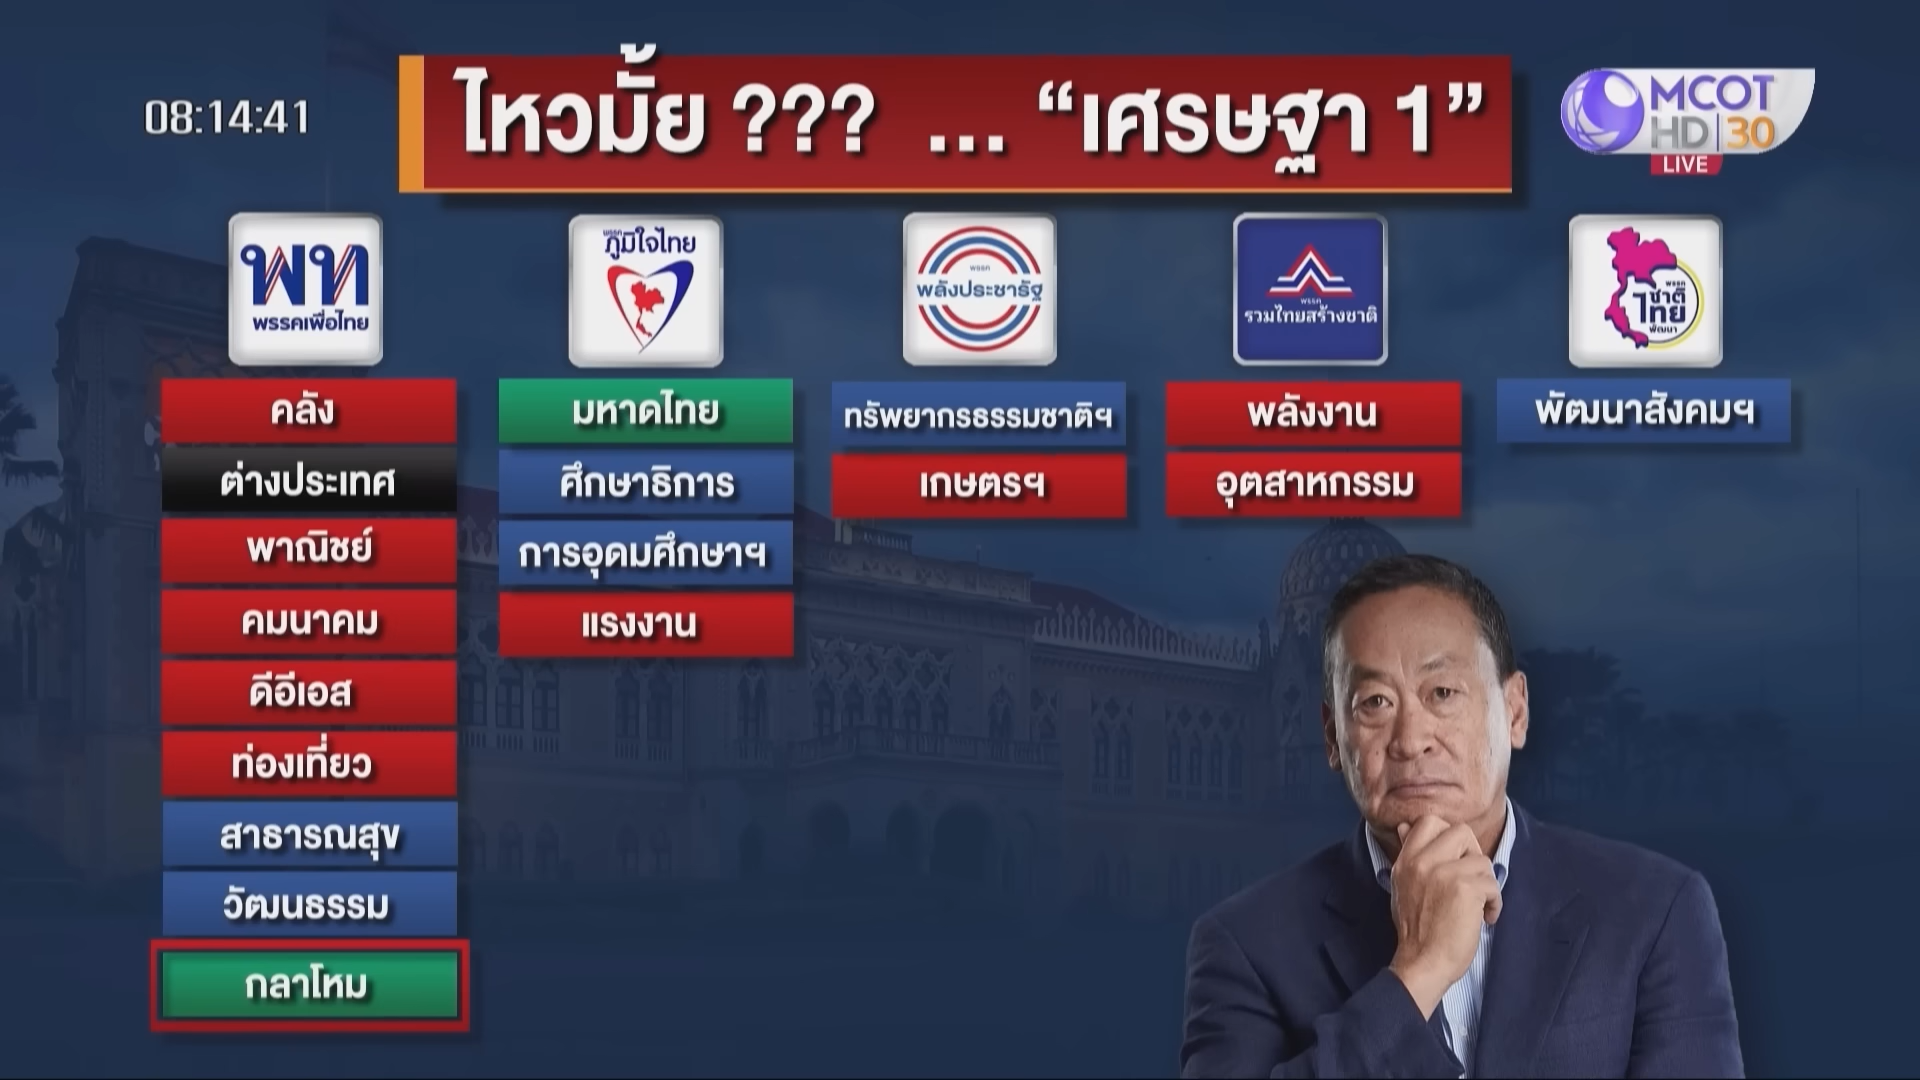 08:14:41
ไหวมั้ย ??? ... “เศรษฐา 1”
MCOT
HD 30
LIVE
พท
พรรคเพื่อไทย
คลัง
ต่างประเทศ
พาณิชย์
คมนาคม
ดีอีเอส
ท่องเที่ยว
สาธารณสุข
วัฒนธรรม
กลาโหม
พรรค
ภูมิใจไทย
มหาดไทย
ศึกษาธิการ
การอุดมศึกษาฯ
แรงงาน
พรรค
พลังประชารัฐ
ทรัพยากรธรรมชาติฯ
เกษตรฯ
พรรค
รวมไทยสร้างชาติ
พลังงาน
อุตสาหกรรม
พรรค
ชาติ
ไทย
พัฒนา
พัฒนาสังคมฯ